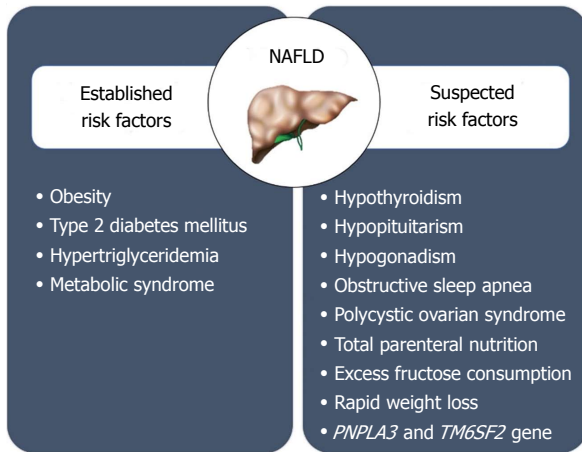 NAFLD
Established
risk factors
Suspected
risk factors
• Obesity
• Type 2 diabetes mellitus
• Hypertriglyceridemia
• Metabolic syndrome
• Hypothyroidism
• Hypopituitarism
• Hypogonadism
• Obstructive sleep apnea
• Polycystic ovarian syndrome
• Total parenteral nutrition
• Excess fructose consumption
• Rapid weight loss
• PNPLA3 and TM6SF2 gene